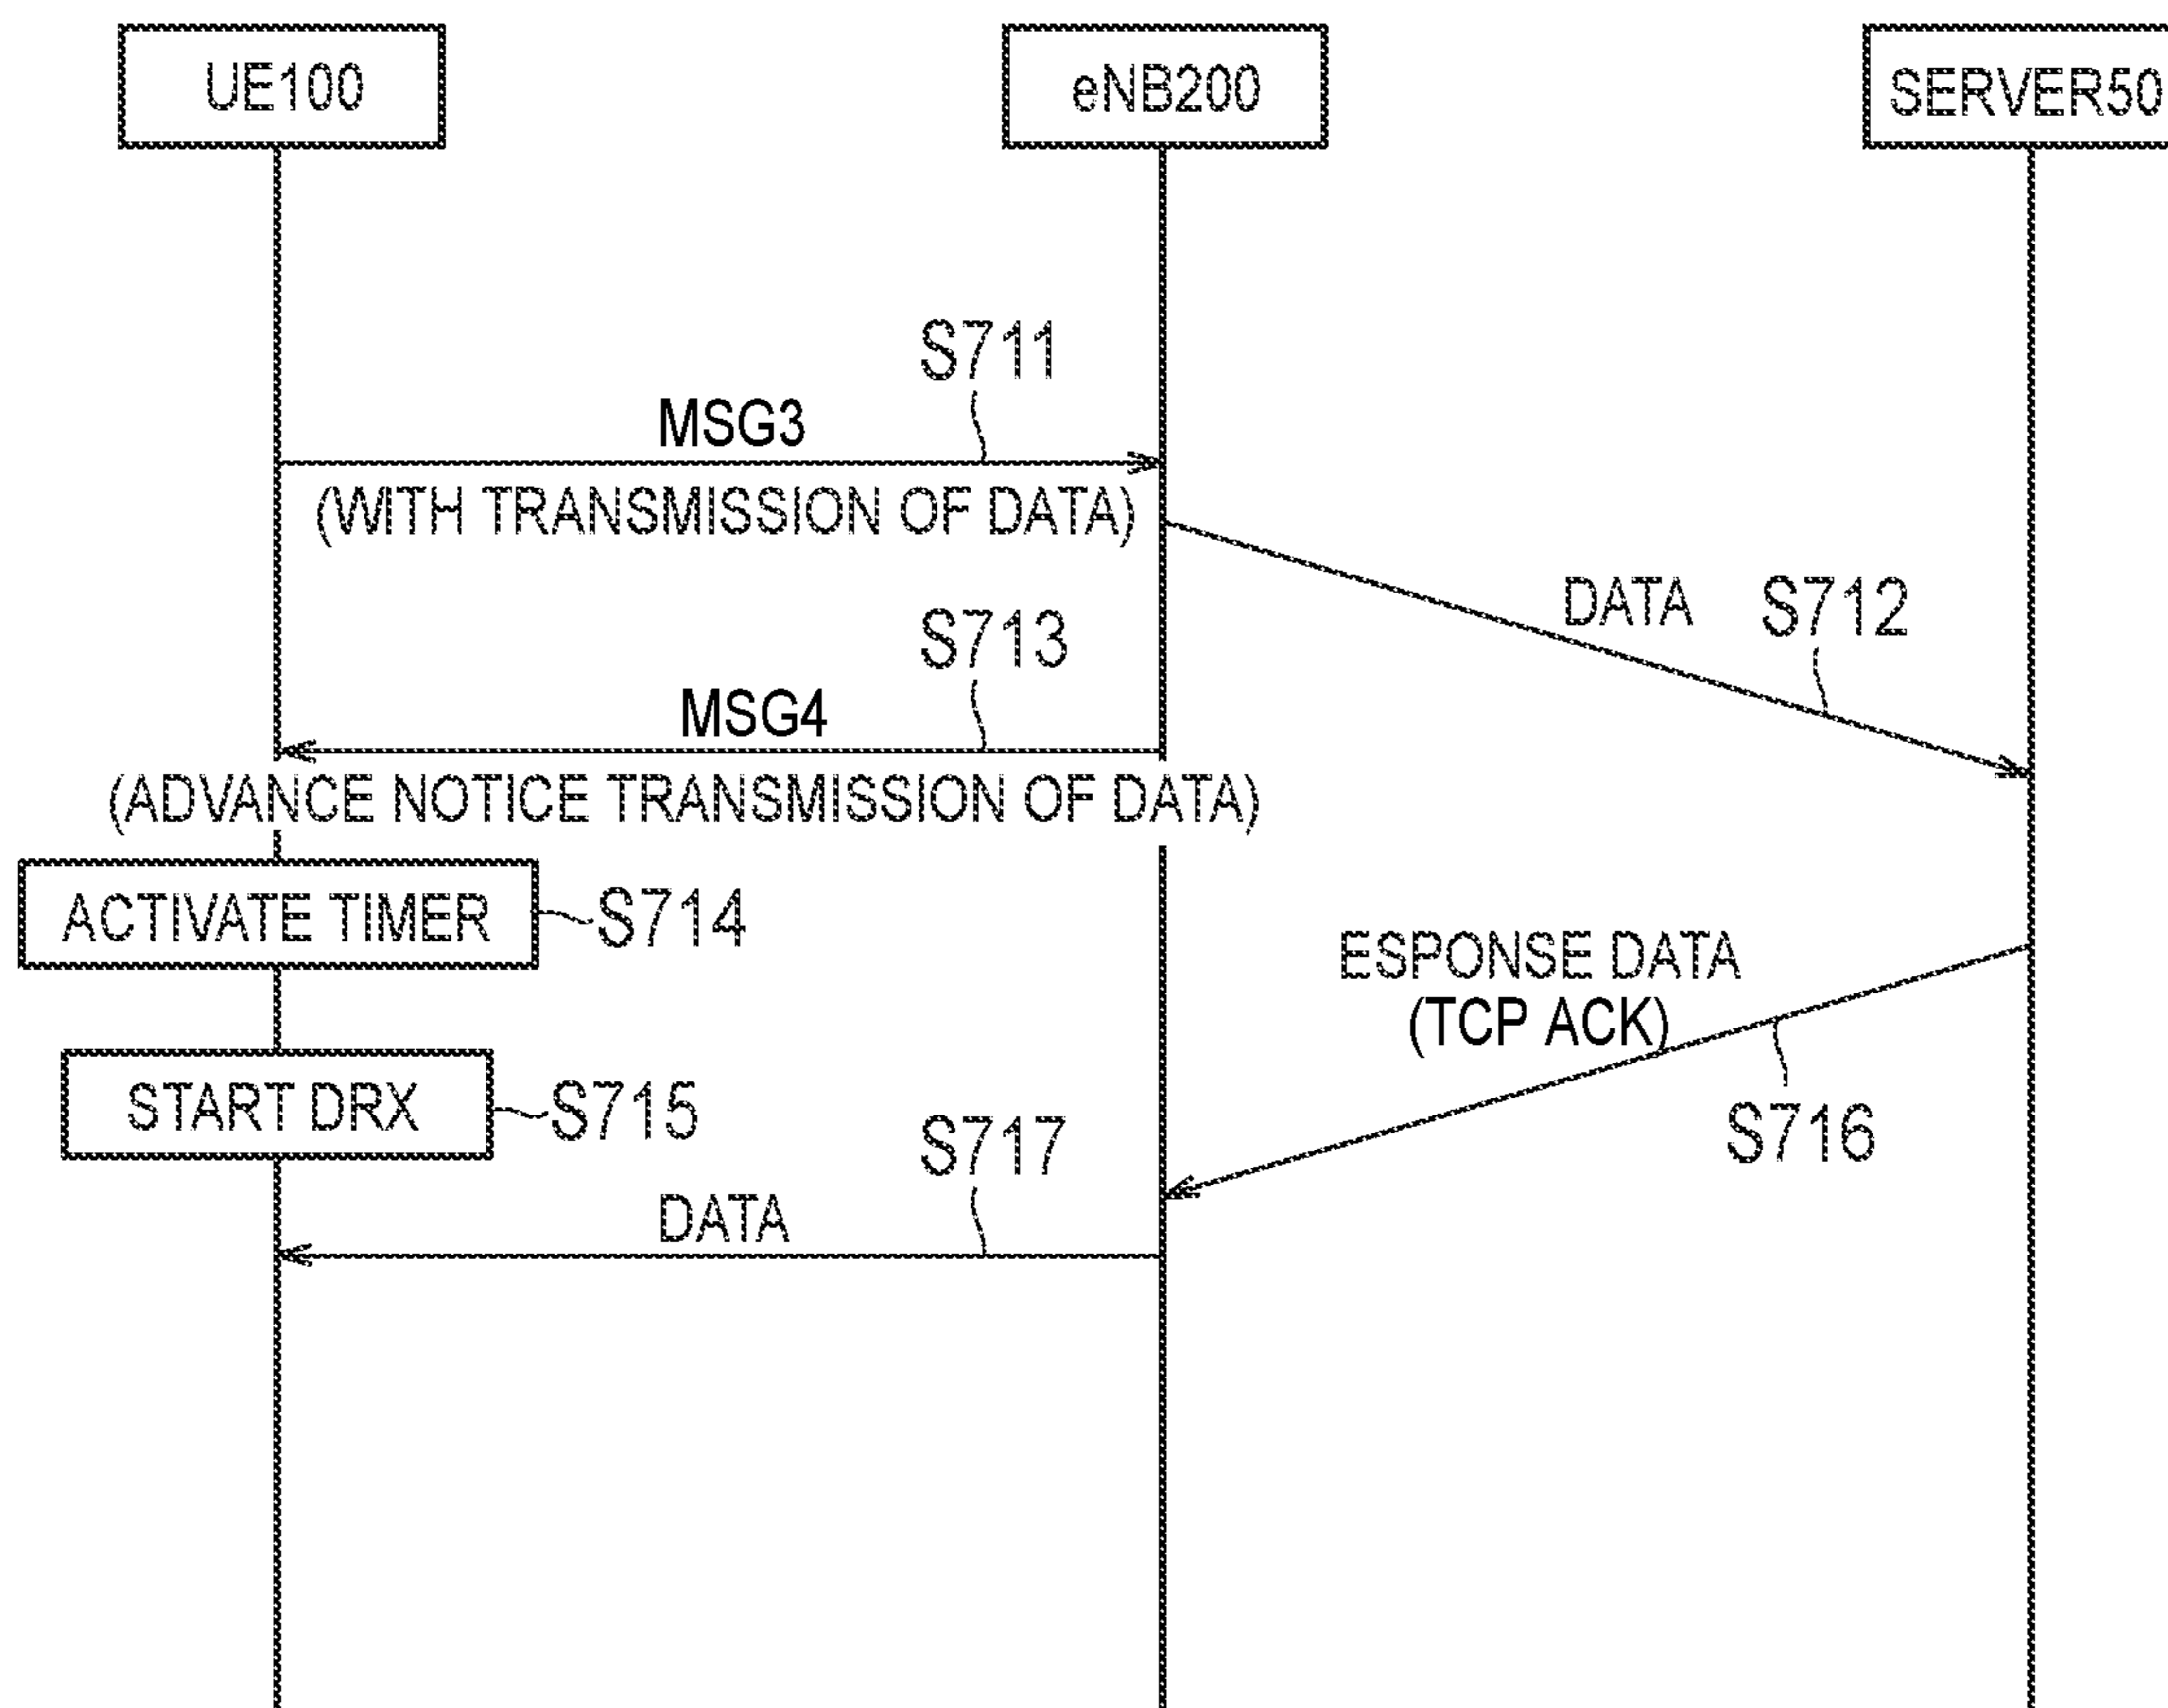 UE100
eNB200
SERVER50
S711
MSG3
(WITH TRANSMISSION OF DATA)
DATA
S712
S713
MSG4
(ADVANCE NOTICE TRANSMISSION OF DATA)
ACTIVATE TIMER
S714
ESPONSE DATA
(TCP ACK)
START DRX
S715
S716
S717
DATA